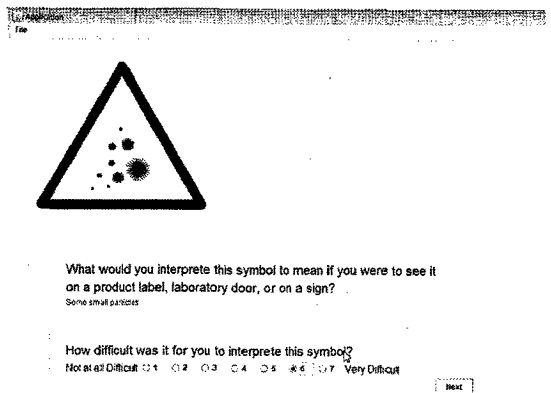 Application
File
What would you interprete this symbol to mean if you were to see it
on a product label, laboratory door, or on a sign?
Some small particles
How difficult was it for you to interprete this symbol?
Not at all Difficult 1 2 3 4 5 6 7 Very Difficult
Next